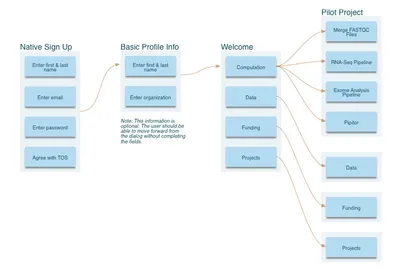 Pilot Project
Native Sign Up
Basic Profile Info
Welcome
Enter first & last
name
Enter email
Enter password
Agree with TOS
Enter first & last
name
Enter organization
Note: This information is
optional. The user should be
able to move forward from
the dialog without completing
the fields.
Computation
Data
Funding
Projects
Merge FASTQC
Files
RNA-Seq Pipeline
Exome Analysis
Pipeline
Data
Funding
Projects